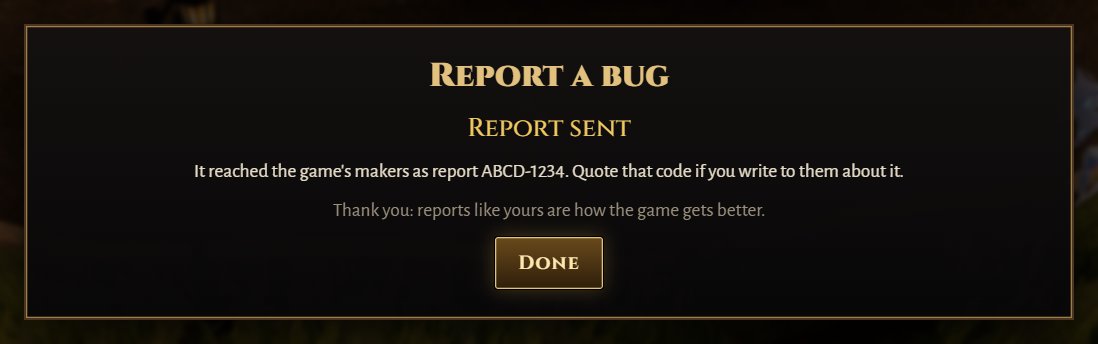 Report a bug
Report sent
It reached the game's makers as report ABCD-1234. Quote that code if you write to them about it.
Thank you: reports like yours are how the game gets better.
Done